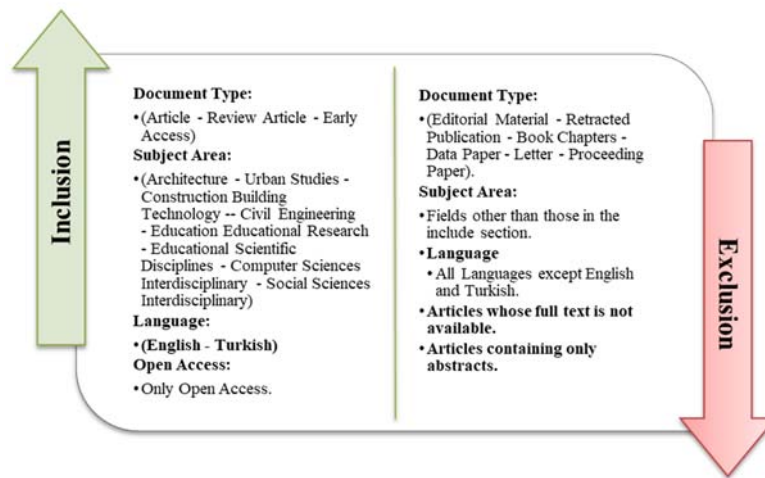 Inclusion
Document Type:
•(Article - Review Article - Early
Access)
Subject Area:
•(Architecture - Urban Studies -
Construction Building
Technology -- Civil Engineering
- Education Educational Research
- Educational Scientific
Disciplines - Computer Sciences
Interdisciplinary - Social Sciences
Interdisciplinary)
Language:
•(English - Turkish)
Open Access:
•Only Open Access.
Document Type:
•(Editorial Material - Retracted
Publication - Book Chapters -
Data Paper - Letter - Proceeding
Paper).
Subject Area:
•Fields other than those in the
include section.
•Language
•All Languages except English
and Turkish.
•Articles whose full text is not
available.
•Articles containing only
abstracts.
Exclusion